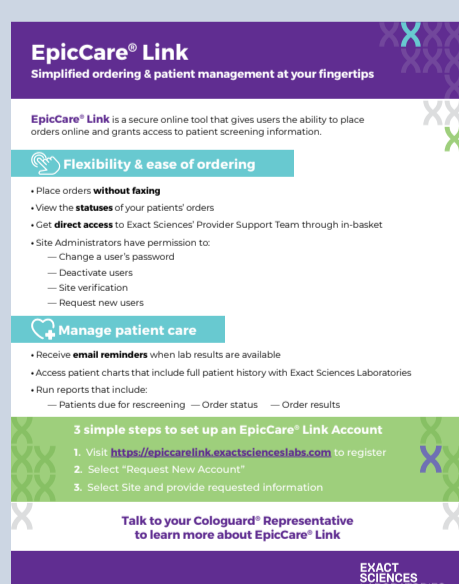 EpicCare® Link
Simplified ordering & patient management at your fingertips
EpicCare® Link is a secure online tool that gives users the ability to place
orders online and grants access to patient screening information.
Flexibility & ease of ordering
• Place orders without faxing
• View the statuses of your patients' orders
• Get direct access to Exact Sciences' Provider Support Team through in-basket
• Site Administrators have permission to:
— Change a user's password
— Deactivate users
— Site verification
— Request new users
Manage patient care
• Receive email reminders when lab results are available
• Access patient charts that include full patient history with Exact Sciences Laboratories
• Run reports that include:
— Patients due for rescreening — Order status — Order results
3 simple steps to set up an EpicCare® Link Account
1. Visit https://epiccarelink.exactscienceslabs.com to register
2. Select "Request New Account"
3. Select Site and provide requested information
Talk to your Cologuard® Representative
to learn more about EpicCare® Link
EXACT
SCIENCES